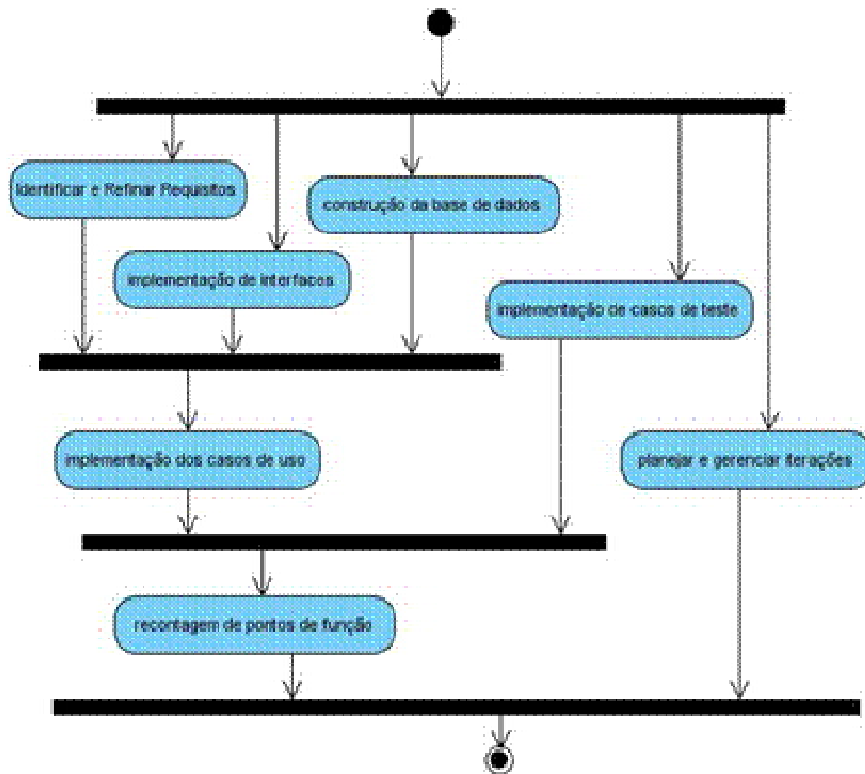 Identificar e Refinar Requisitos
construção da base de dados
implementação de interfaces
implementação de casos de teste
implementação dos casos de uso
planejar e gerenciar iterações
recontagem de pontos de função